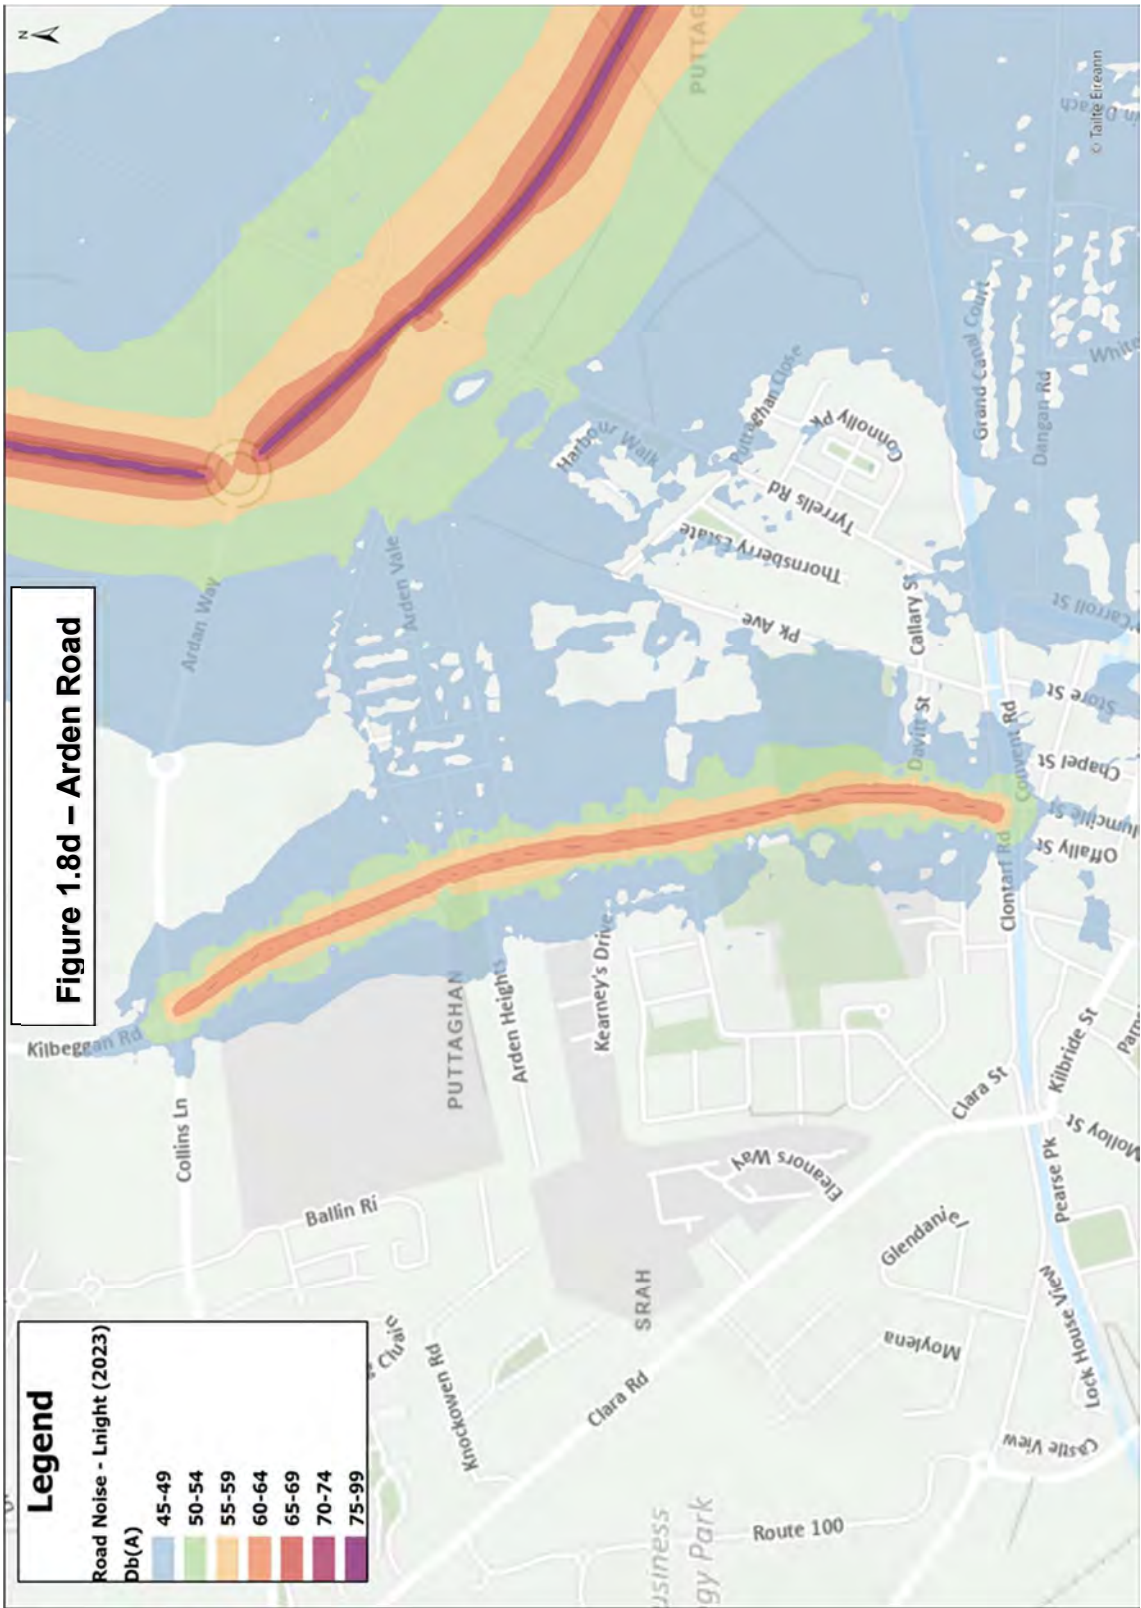 Figure 1.8d – Arden Road
N
Legend
Road Noise - Lnight (2023)
Db(A)
45-49
50-54
55-59
60-64
65-69
70-74
75-99
Kilbeggan Rd
Collins Ln
Ballin Ri
Knockowen Rd
Clara Rd
Route 100
gy Park
SRAH
PUTTAGHAN
Arden Heights
Kearney's Drive
Eleanors Way
Glendaniel
Moylena
Castle View
Lock House View
Pearse Pk
Clara St
Kilbride St
Molloy St
Clontarf Rd
Convent Rd
Offally St
Chapel St
Store St
Davitt St
Callary St
Pk Ave
Thornsberry Estate
Tyrrells Rd
Connolly Pk
Puttaghan Close
Harbour Walk
Ardan Way
Arden Vale
PUTTAG
Grand Canal Court
Dangan Rd
White
Carroll St
© Tailte Éireann